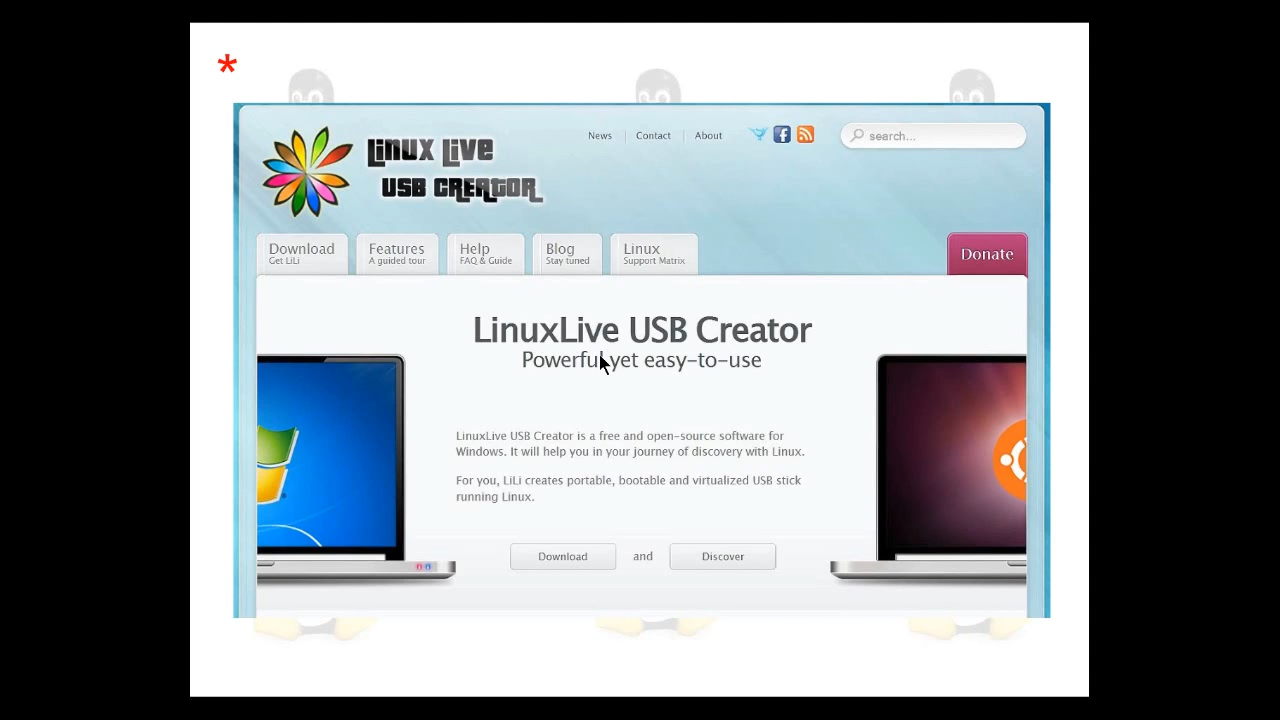 *
Linux Live
USB Creator
News Contact About
search...
Download
Get LiLi
Features
A guided tour
Help
FAQ & Guide
Blog
Stay tuned
Linux
Support Matrix
Donate
LinuxLive USB Creator
Powerful yet easy-to-use
LinuxLive USB Creator is a free and open-source software for
Windows. It will help you in your journey of discovery with Linux.
For you, LiLi creates portable, bootable and virtualized USB stick
running Linux.
Download and Discover